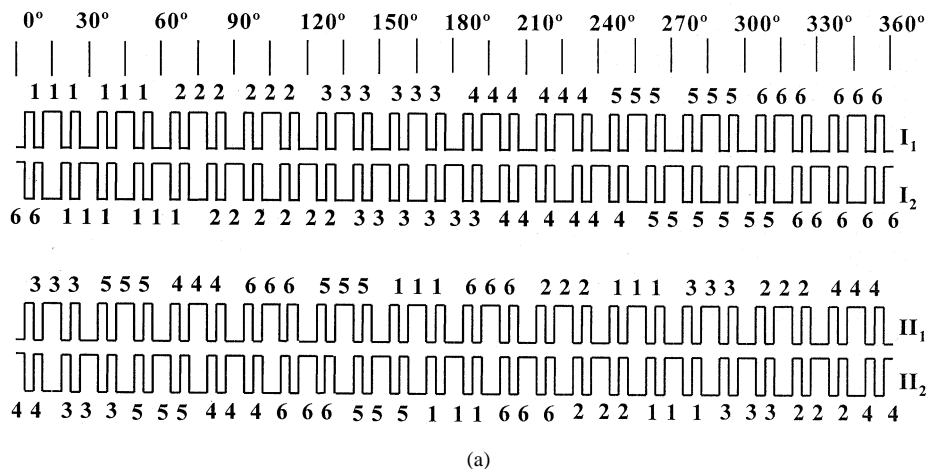 0° 30° 60° 90° 120° 150° 180° 210° 240° 270° 300° 330° 360°
1 1 1 1 1 1 2 2 2 2 2 2 3 3 3 3 3 3 4 4 4 4 4 4 5 5 5 5 5 5 6 6 6 6 6 6
I₁
I₂
6 6 1 1 1 1 1 1 2 2 2 2 2 2 3 3 3 3 3 3 4 4 4 4 4 4 5 5 5 5 5 5 6 6 6 6 6
3 3 3 5 5 5 4 4 4 6 6 6 5 5 5 1 1 1 6 6 6 2 2 2 1 1 1 3 3 3 2 2 2 4 4 4
II₁
II₂
4 4 3 3 3 5 5 5 4 4 4 6 6 6 5 5 5 1 1 1 6 6 6 2 2 2 1 1 1 3 3 3 2 2 2 4 4
(a)